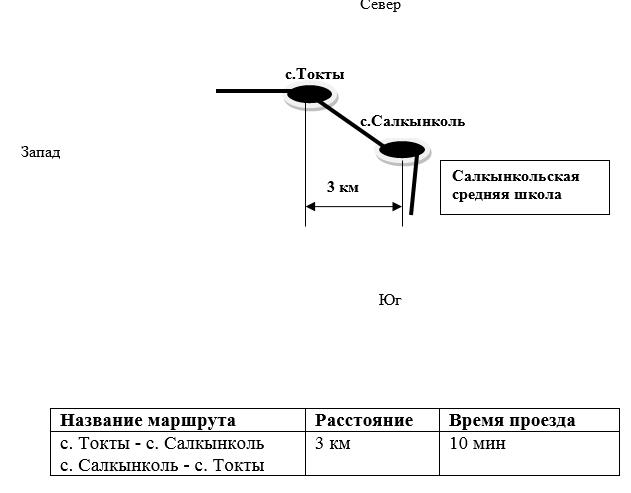 Север
с.Токты
с.Салкынколь
Запад
Салкынкольская
средняя школа
3 км
Юг
Название маршрута Расстояние Время проезда
с. Токты - с. Салкынколь 3 км 10 мин
с. Салкынколь - с. Токты